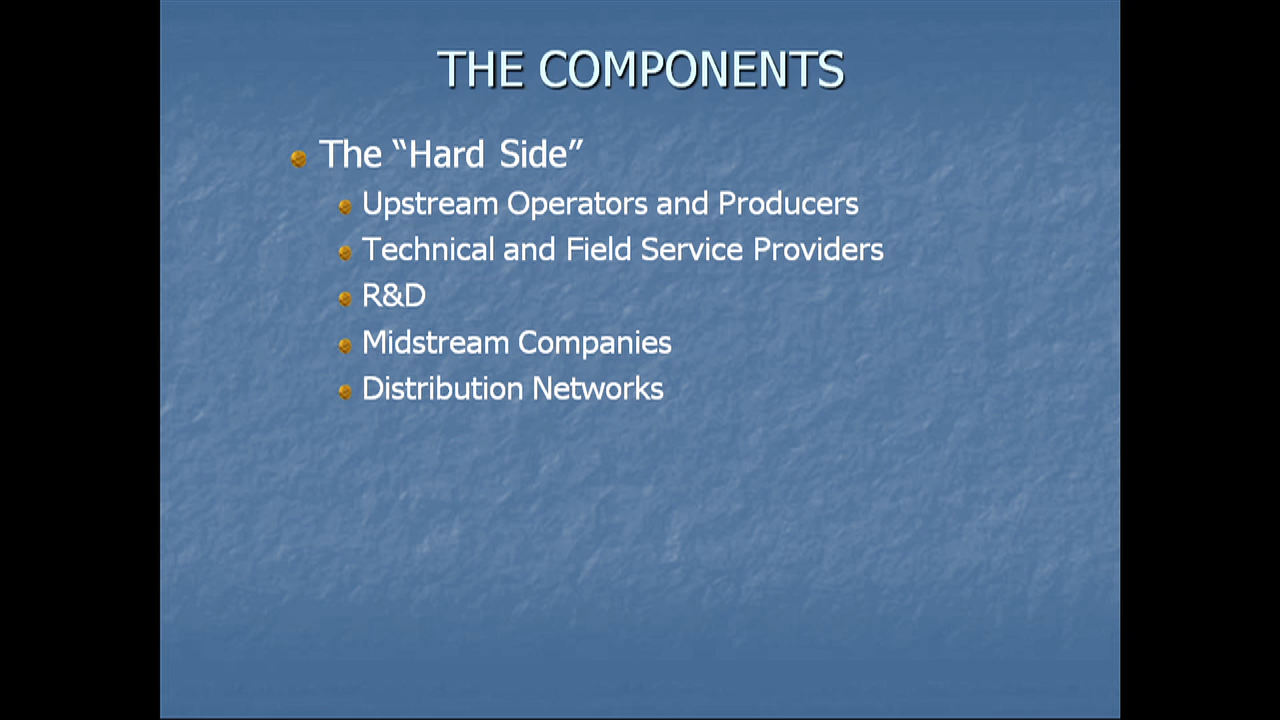 THE COMPONENTS
The “Hard Side”
Upstream Operators and Producers
Technical and Field Service Providers
R&D
Midstream Companies
Distribution Networks